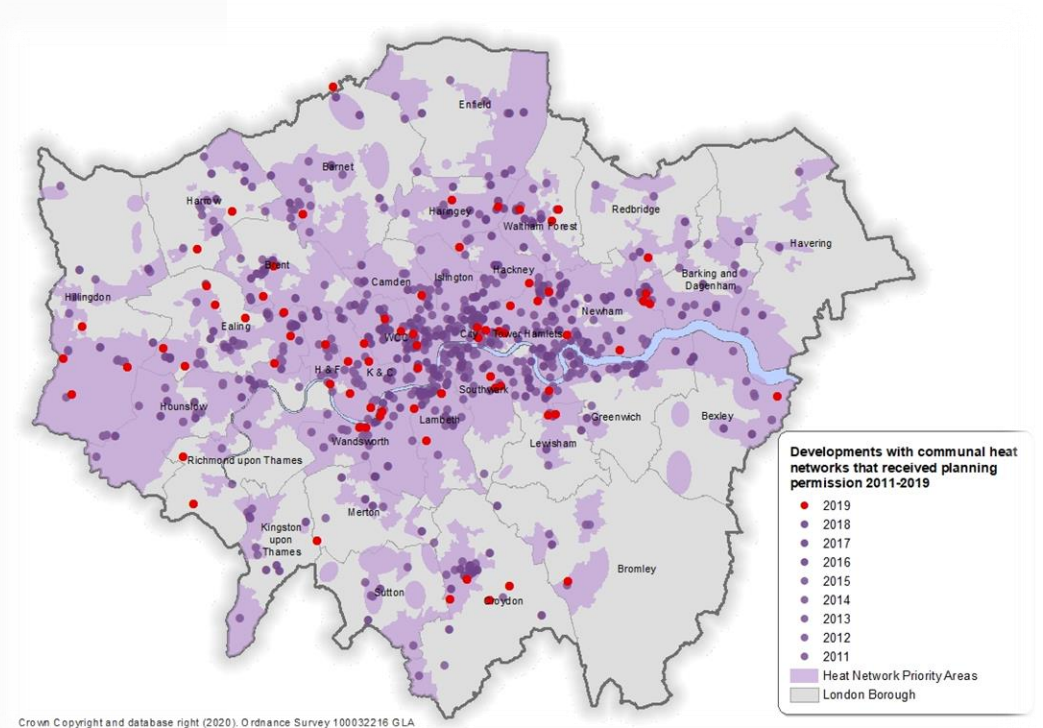 Enfield
Barnet
Harrow
Haringey
Waltham Forest
Redbridge
Havering
Brent
Camden
Islington
Hackney
Barking and
Dagenham
Hillingdon
Ealing
WCC
City
Tower Hamlets
Newham
H & F
K & C
Southwark
Hounslow
Lambeth
Greenwich
Bexley
Wandsworth
Lewisham
Richmond upon Thames
Merton
Kingston
upon
Thames
Sutton
Croydon
Bromley
Developments with communal heat
networks that received planning
permission 2011-2019
2019
2018
2017
2016
2015
2014
2013
2012
2011
Heat Network Priority Areas
London Borough
Crown Copyright and database right (2020). Ordnance Survey 100032216 GLA